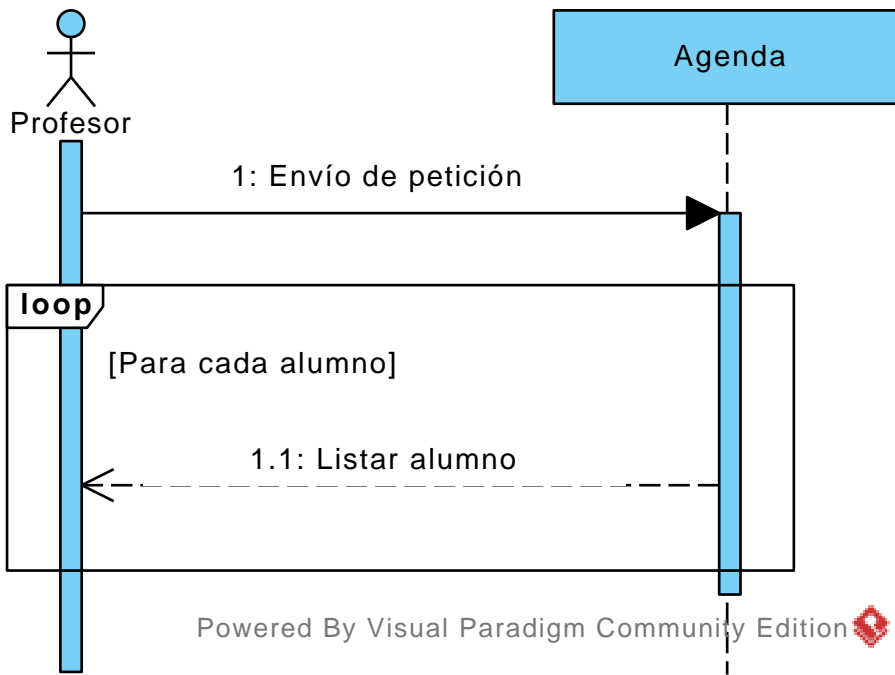 Agenda
Profesor
1: Envío de petición
loop
[Para cada alumno]
1.1: Listar alumno
Powered By Visual Paradigm Community Edition